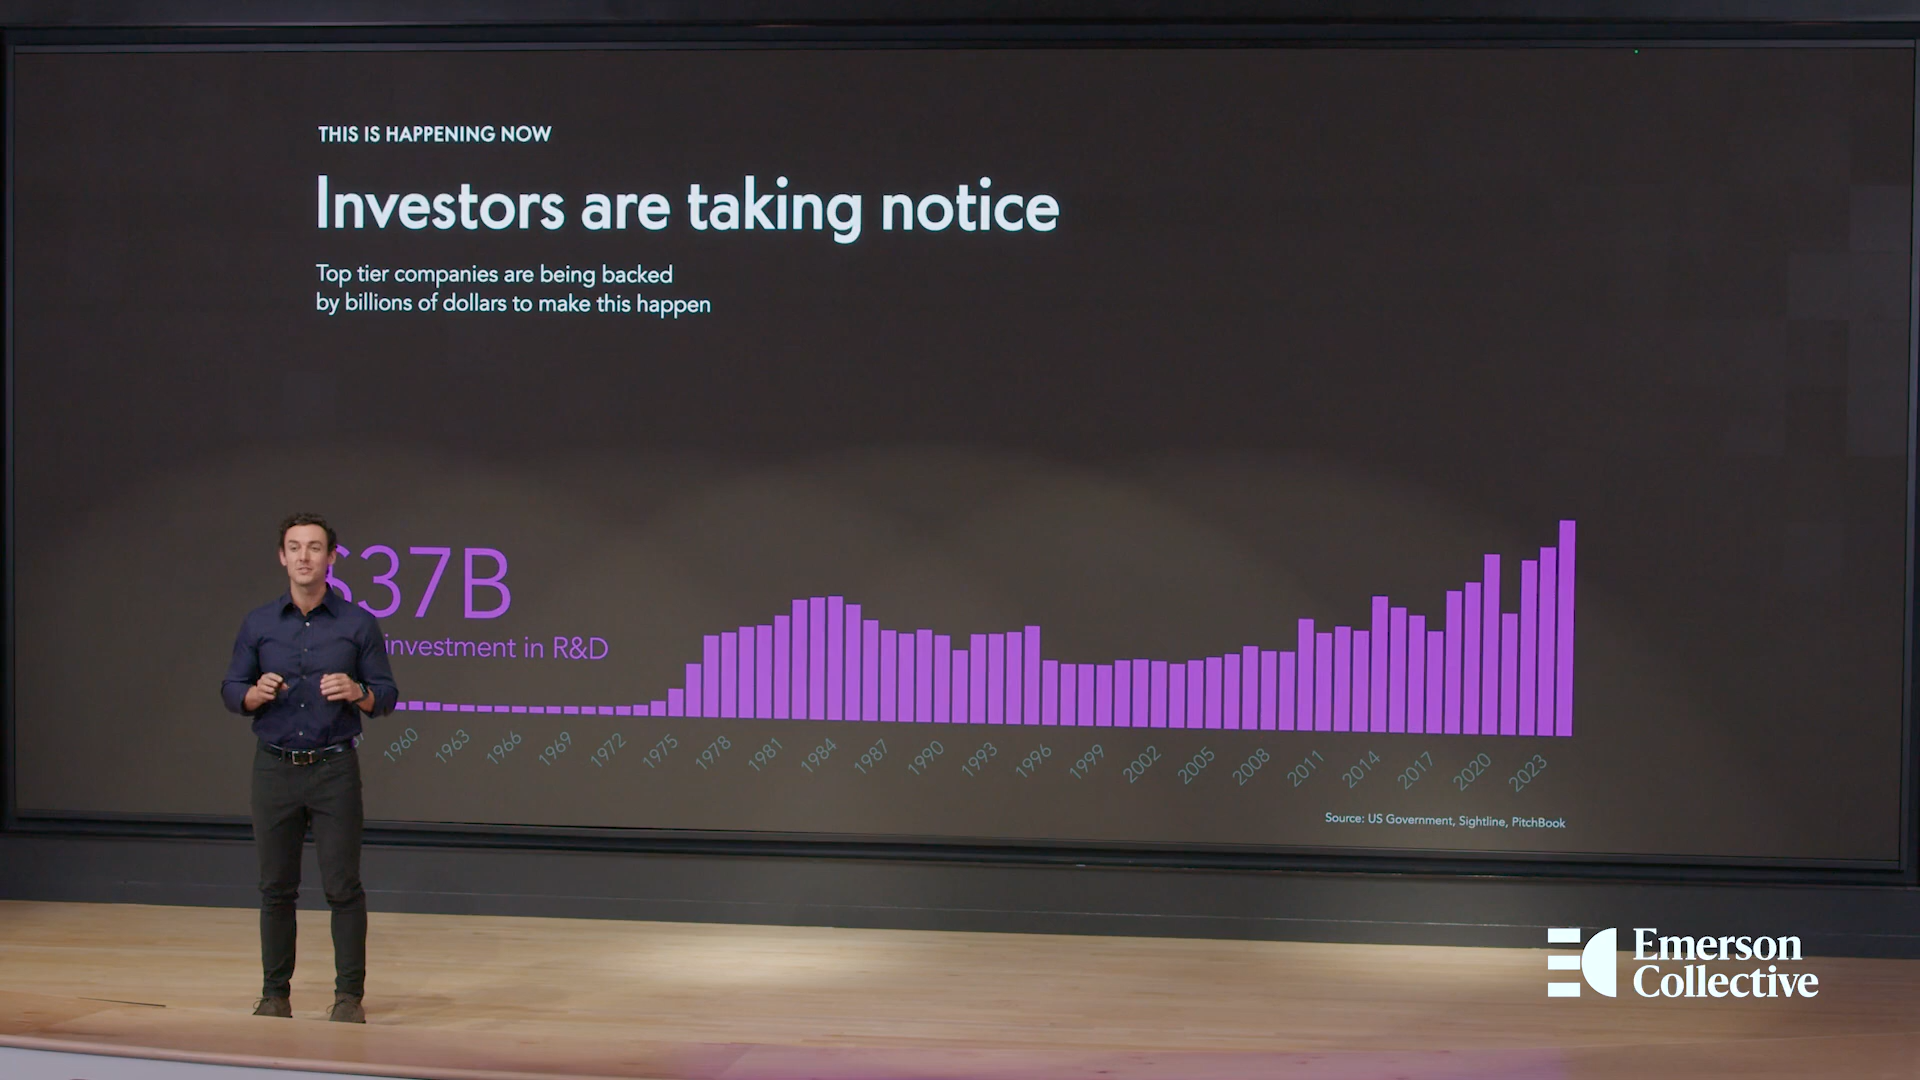 THIS IS HAPPENING NOW
Investors are taking notice
Top tier companies are being backed
by billions of dollars to make this happen
$37B
investment in R&D
1960 1963 1966 1969 1972 1975 1978 1981 1984 1987 1990 1993 1996 1999 2002 2005 2008 2011 2014 2017 2020 2023
Source: US Government, Sightline, PitchBook
Emerson
Collective